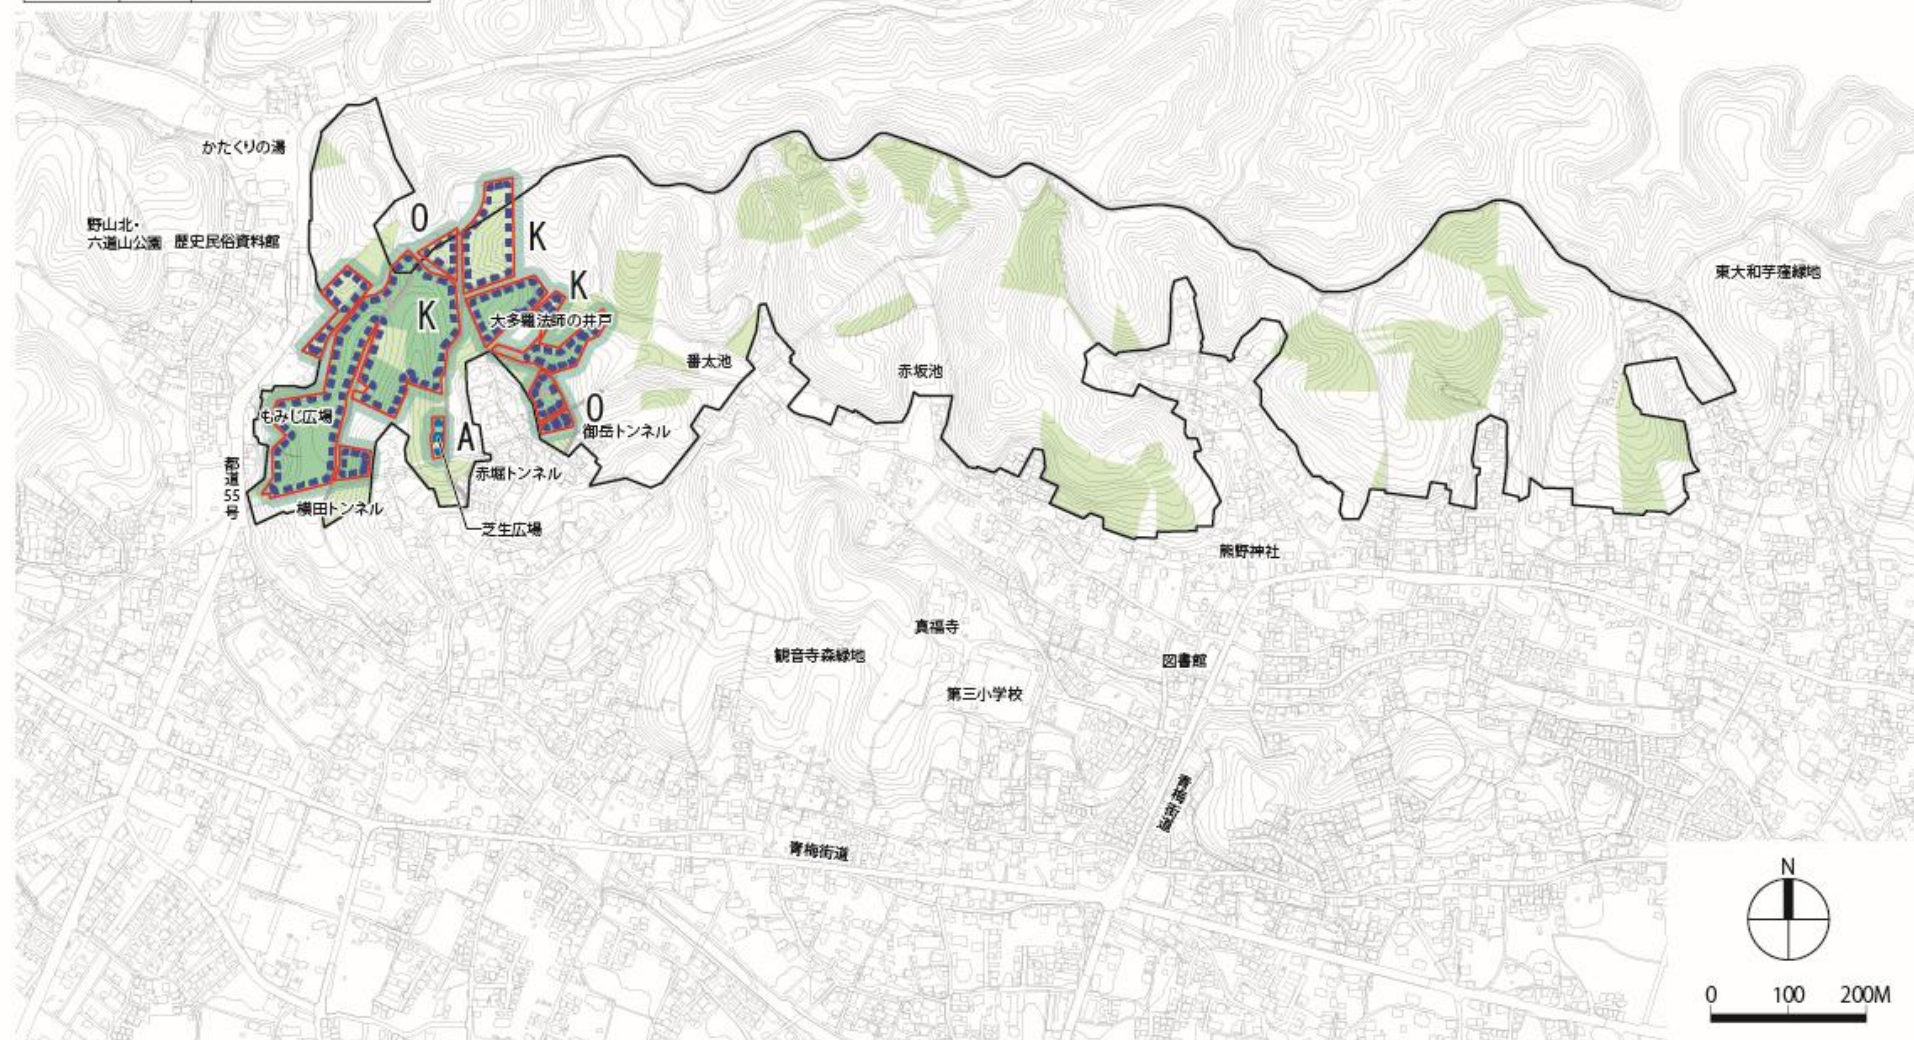 かたくりの湯
野山北・
六道山公園
歴史民俗資料館
O
K
K
K
大多羅法師の井戸
東大和芋窪緑地
番太池
赤坂池
もみじ広場
O
A
御岳トンネル
赤堀トンネル
都道55号
横田トンネル
芝生広場
熊野神社
真福寺
観音寺森緑地
図書館
第三小学校
青梅街道
青梅街道
N
0 100 200M